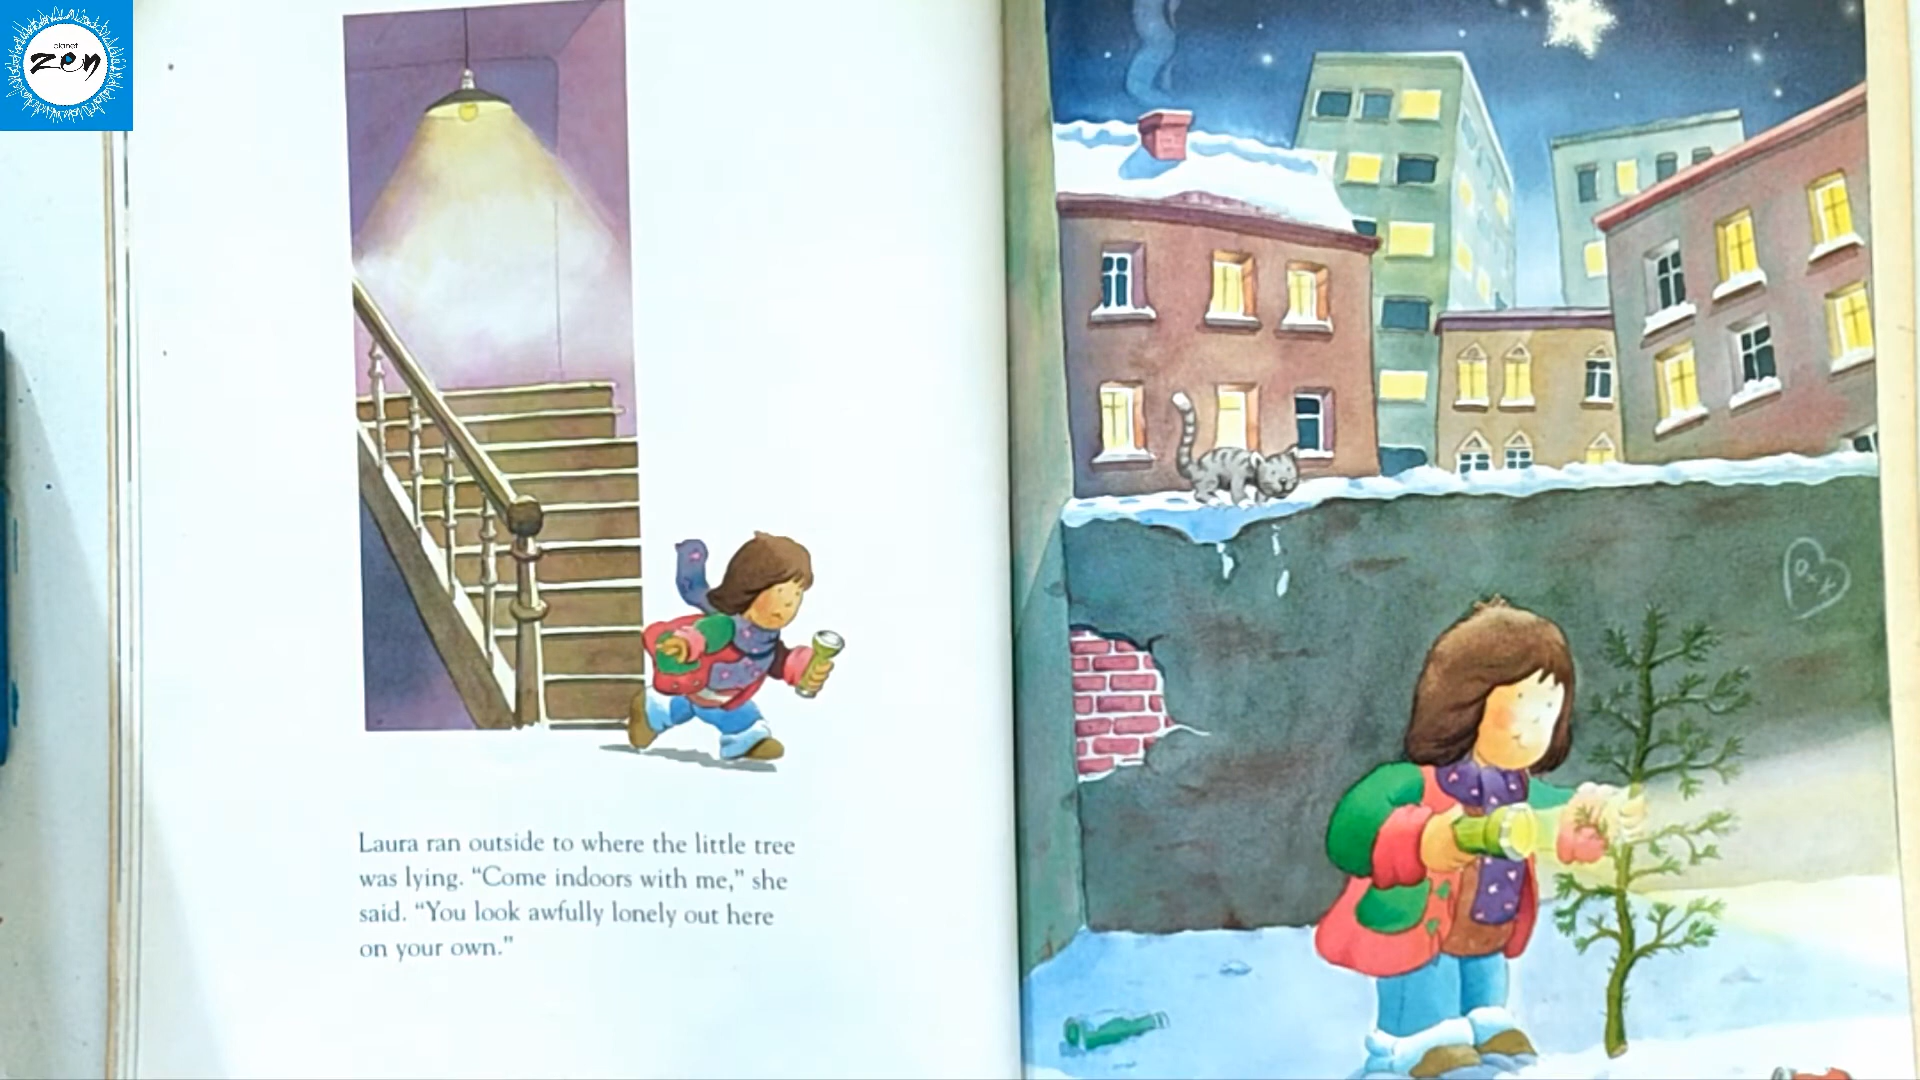 planet
zen
Laura ran outside to where the little tree
was lying. “Come indoors with me,” she
said. “You look awfully lonely out here
on your own.”